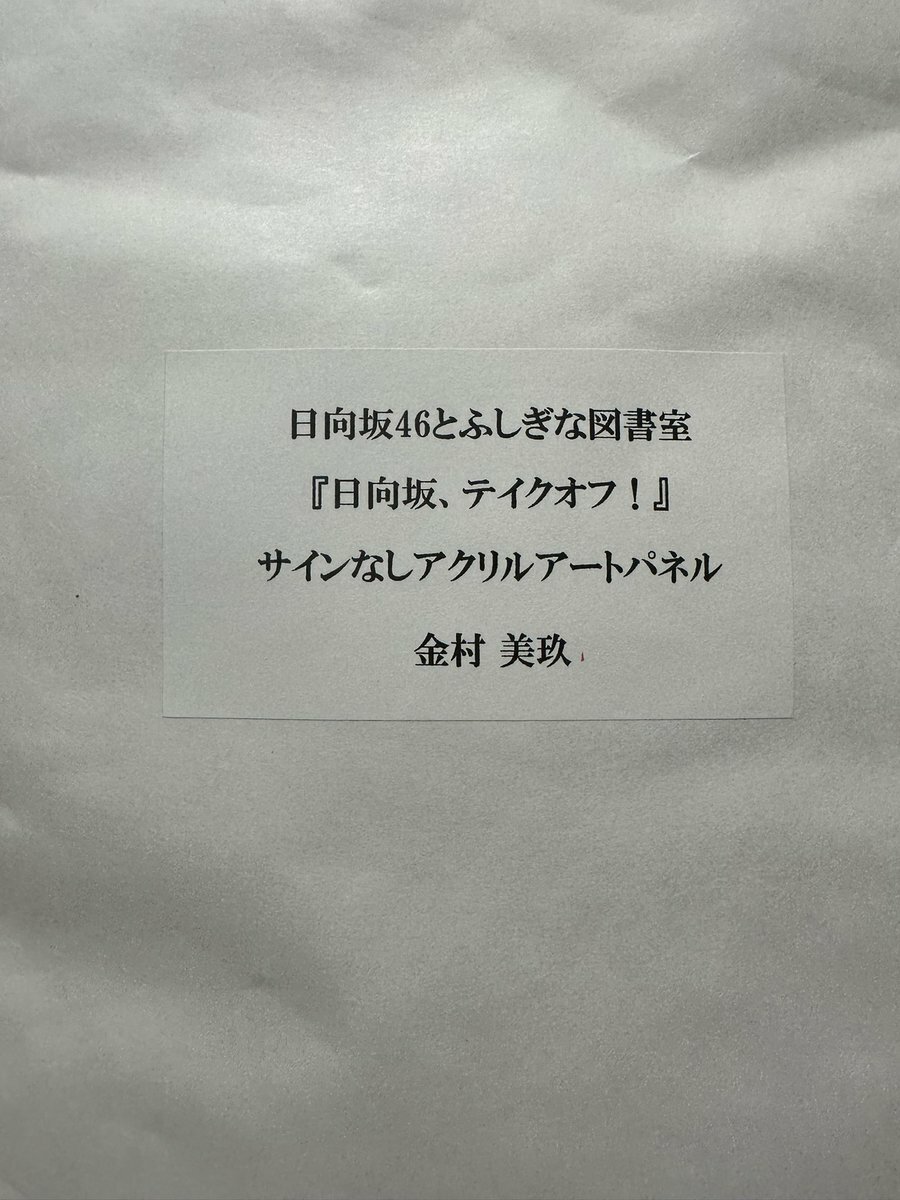 日向坂46とふしぎな図書室
『日向坂、テイクオフ！』
サインなしアクリルアートパネル
金村 美玖